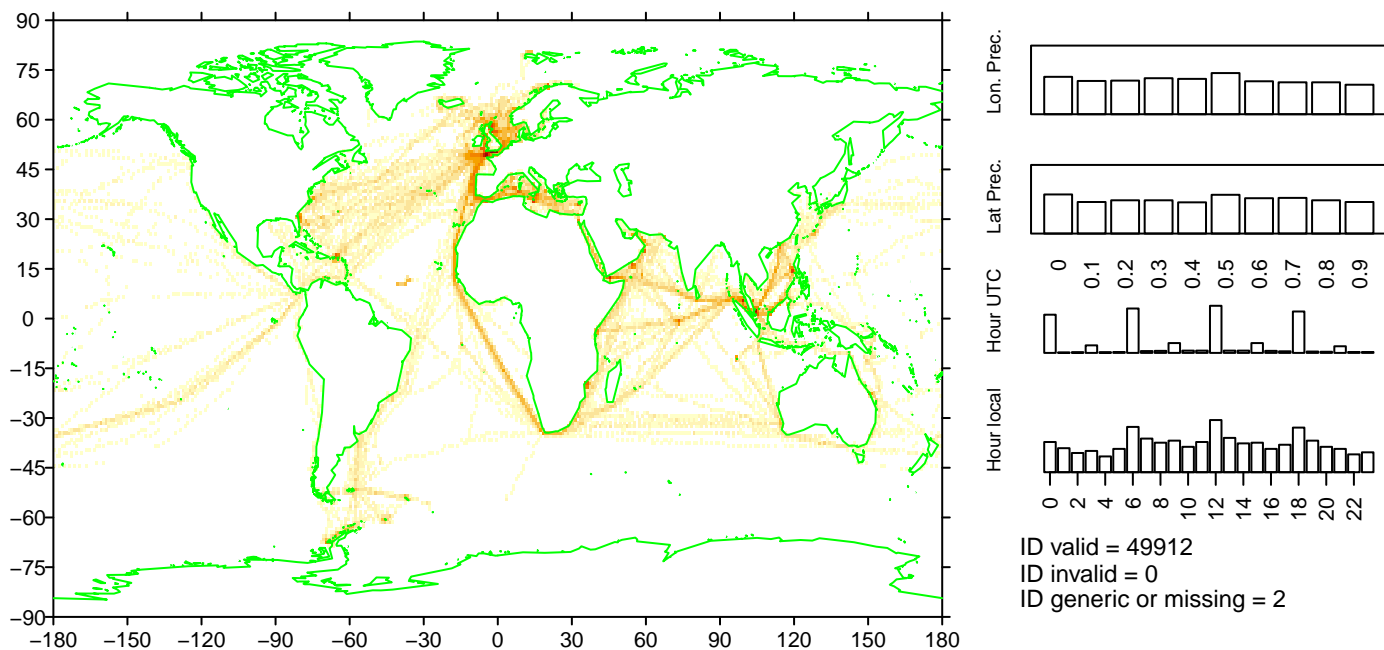 90
75
60
45
30
15
0
−15
−30
−45
−60
−75
−90
−180 −150 −120 −90 −60 −30 0 30 60 90 120 150 180
Lon. Prec.
Lat Prec.
0 0.1 0.2 0.3 0.4 0.5 0.6 0.7 0.8 0.9
Hour UTC
Hour local
0 2 4 6 8 10 12 14 16 18 20 22
ID valid = 49912
ID invalid = 0
ID generic or missing = 2